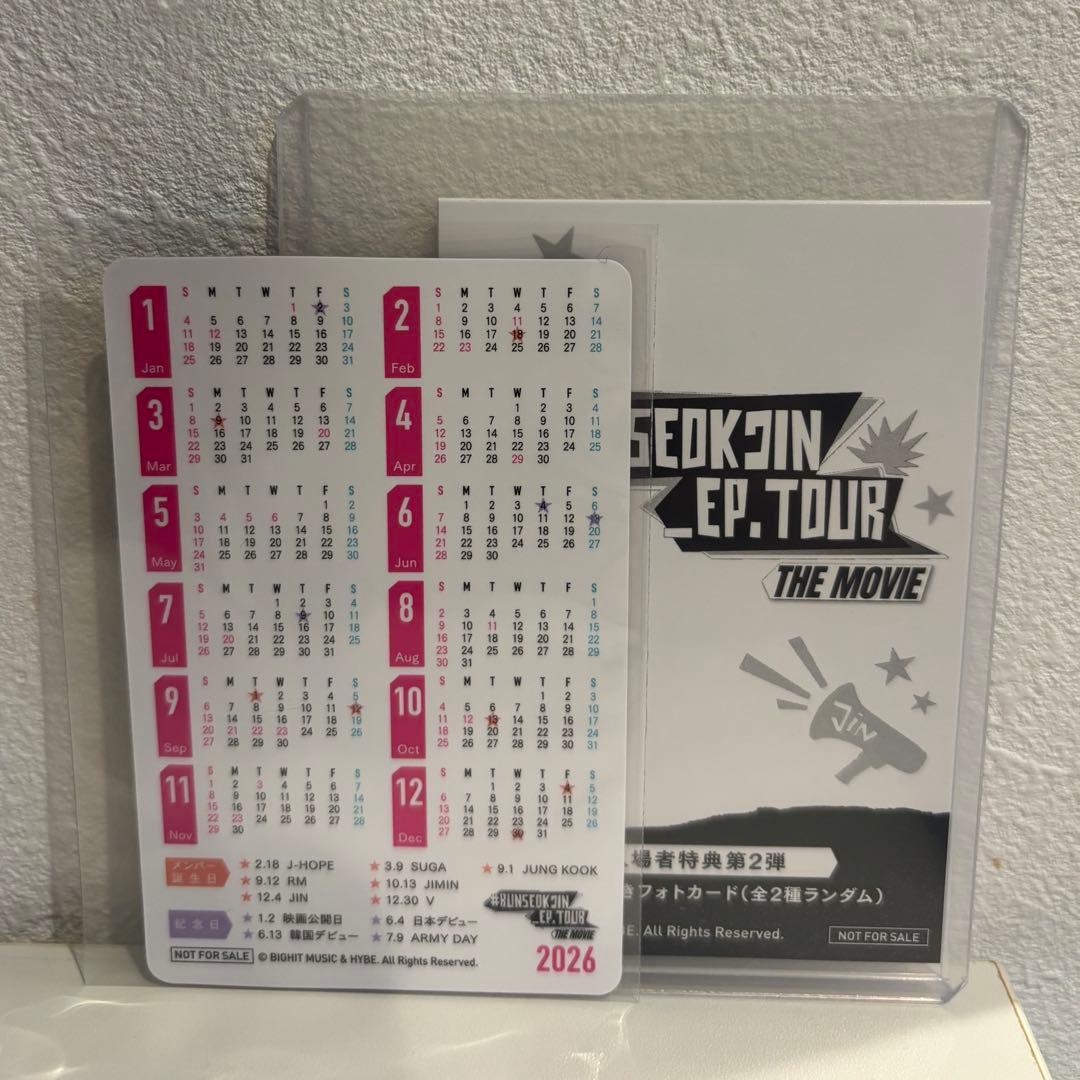 1
Jan
S M T W T F S
1 2 3
4 5 6 7 8 9 10
11 12 13 14 15 16 17
18 19 20 21 22 23 24
25 26 27 28 29 30 31
2
Feb
S M T W T F S
1 2 3 4 5 6 7
8 9 10 11 12 13 14
15 16 17 18 19 20 21
22 23 24 25 26 27 28
3
Mar
S M T W T F S
1 2 3 4 5 6 7
8 9 10 11 12 13 14
15 16 17 18 19 20 21
22 23 24 25 26 27 28
29 30 31
4
Apr
S M T W T F S
1 2 3 4
5 6 7 8 9 10 11
12 13 14 15 16 17 18
19 20 21 22 23 24 25
26 27 28 29 30
5
May
S M T W T F S
1 2
3 4 5 6 7 8 9
10 11 12 13 14 15 16
17 18 19 20 21 22 23
24 25 26 27 28 29 30
31
6
Jun
S M T W T F S
1 2 3 4 5 6
7 8 9 10 11 12 13
14 15 16 17 18 19 20
21 22 23 24 25 26 27
28 29 30
7
Jul
S M T W T F S
1 2 3 4
5 6 7 8 9 10 11
12 13 14 15 16 17 18
19 20 21 22 23 24 25
26 27 28 29 30 31
8
Aug
S M T W T F S
1
2 3 4 5 6 7 8
9 10 11 12 13 14 15
16 17 18 19 20 21 22
23 24 25 26 27 28 29
30 31
9
Sep
S M T W T F S
1 2 3 4 5
6 7 8 9 10 11 12
13 14 15 16 17 18 19
20 21 22 23 24 25 26
27 28 29 30
10
Oct
S M T W T F S
1 2 3
4 5 6 7 8 9 10
11 12 13 14 15 16 17
18 19 20 21 22 23 24
25 26 27 28 29 30 31
11
Nov
S M T W T F S
1 2 3 4 5 6 7
8 9 10 11 12 13 14
15 16 17 18 19 20 21
22 23 24 25 26 27 28
29 30
12
Dec
S M T W T F S
1 2 3 4 5
6 7 8 9 10 11 12
13 14 15 16 17 18 19
20 21 22 23 24 25 26
27 28 29 30 31
メンバー
誕生日
★ 2.18 J-HOPE ★ 3.9 SUGA ★ 9.1 JUNG KOOK
★ 9.12 RM ★ 10.13 JIMIN
★ 12.4 JIN ★ 12.30 V
記念日
★ 1.2 映画公開日 ★ 6.4 日本デビュー
★ 6.13 韓国デビュー ★ 7.9 ARMY DAY
#RUNSEOKJIN
_EP.TOUR
THE MOVIE
2026
NOT FOR SALE © BIGHIT MUSIC & HYBE. All Rights Reserved.
SEOKJIN
_EP.TOUR
THE MOVIE
JIN
場者特典第2弾
きフォトカード(全2種ランダム)
BE. All Rights Reserved.
NOT FOR SALE